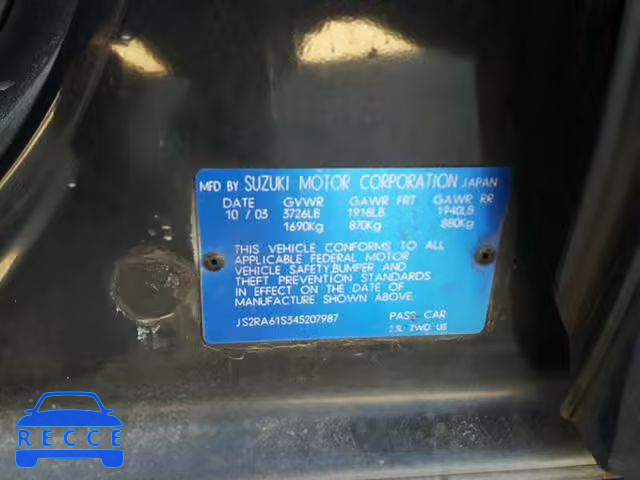 MFD BY SUZUKI MOTOR CORPORATION JAPAN
DATE GVWR GAWR FRT GAWR RR
10 / 03 3726LB 1918LB 1940LB
1690Kg 870Kg 880Kg
THIS VEHICLE CONFORMS TO ALL
APPLICABLE FEDERAL MOTOR
VEHICLE SAFETY,BUMPER AND
THEFT PREVENTION STANDARDS
IN EFFECT ON THE DATE OF
MANUFACTURE SHOWN ABOVE.
JS2RA61S345207987 PASS CAR
2.3L 2WD US
RECCE